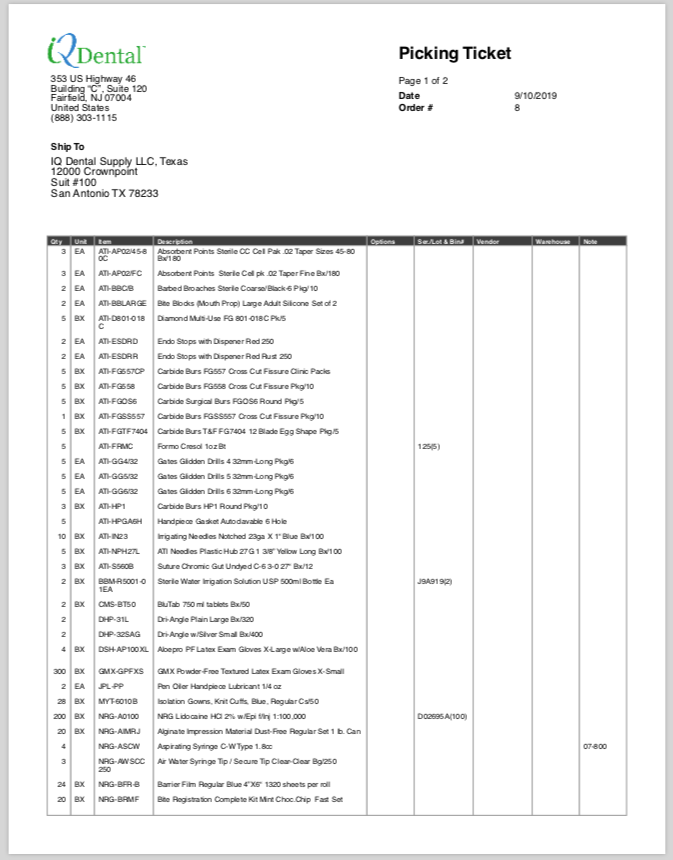 iQ Dental
Picking Ticket
353 US Highway 46
Building "C", Suite 120
Fairfield, NJ 07004
United States
(888) 303-1115
Page 1 of 2
Date 9/10/2019
Order # 8
Ship To
IQ Dental Supply LLC, Texas
12000 Crownpoint
Suit #100
San Antonio TX 78233
Qty Unit Item Description Options Ser./Lot & Bin# Vendor Warehouse Note
3 EA ATI-AP02/45-8 Absorbent Points Sterile CC Cell Pak .02 Taper Sizes 45-80
0C Bx/180
3 EA ATI-AP02/FC Absorbent Points Sterile Cell pk .02 Taper Fine Bx/180
2 EA ATI-BBC/B Barbed Broaches Sterile Coarse/Black-6 Pkg/10
2 EA ATI-BBLARGE Bite Blocks (Mouth Prop) Large Adult Silicone Set of 2
5 BX ATI-D801-018 Diamond Multi-Use FG 801-018C Pk/5
C
2 EA ATI-ESDRD Endo Stops with Dispener Red 250
2 EA ATI-ESDRR Endo Stops with Dispener Red Rust 250
5 BX ATI-FG557CP Carbide Burs FG557 Cross Cut Fissure Clinic Packs
5 BX ATI-FG558 Carbide Burs FG558 Cross Cut Fissure Pkg/10
5 BX ATI-FGOS6 Carbide Surgical Burs FGOS6 Round Pkg/5
1 BX ATI-FGSS557 Carbide Burs FGSS557 Cross Cut Fissure Pkg/10
5 BX ATI-FGTF7404 Carbide Burs T&F FG7404 12 Blade Egg Shape Pkg/5
5 ATI-FRMC Formo Cresol 1oz Bt 125(5)
5 EA ATI-GG4/32 Gates Glidden Drills 4 32mm-Long Pkg/6
5 EA ATI-GG5/32 Gates Glidden Drills 5 32mm-Long Pkg/6
5 EA ATI-GG6/32 Gates Glidden Drills 6 32mm-Long Pkg/6
3 BX ATI-HP1 Carbide Burs HP1 Round Pkg/10
5 ATI-HPGA6H Handpiece Gasket Autoclavable 6 Hole
10 BX ATI-IN23 Irrigating Needles Notched 23ga X 1" Blue Bx/100
5 BX ATI-NPH27L ATI Needles Plastic Hub 27G 1 3/8" Yellow Long Bx/100
3 BX ATI-S560B Suture Chromic Gut Undyed C-6 3-0 27" Bx/12
2 BX BBM-R5001-0 Sterile Water Irrigation Solution USP 500ml Bottle Ea J9A919(2)
1EA
2 BX CMS-BT50 BluTab 750 ml tablets Bx/50
2 DHP-31L Dri-Angle Plain Large Bx/320
2 DHP-32SAG Dri-Angle w/Silver Small Bx/400
4 BX DSH-AP100XL Aloepro PF Latex Exam Gloves X-Large w/Aloe Vera Bx/100
300 BX GMX-GPFXS GMX Powder-Free Textured Latex Exam Gloves X-Small
2 EA JPL-PP Pen Oiler Handpiece Lubricant 1/4 oz
28 BX MYT-6010B Isolation Gowns, Knit Cuffs, Blue, Regular Cs/50
200 BX NRG-A0100 NRG Lidocaine HCl 2% w/Epi f/Inj 1:100,000 D02695A(100)
20 BX NRG-AIMRJ Alginate Impression Material Dust-Free Regular Set 1 lb. Can
4 NRG-ASCW Aspirating Syringe C-W Type 1.8cc 07-800
3 NRG-AWSCC Air Water Syringe Tip / Secure Tip Clear-Clear Bg/250
250
24 BX NRG-BFR-B Barrier Film Regular Blue 4"X6" 1320 sheets per roll
20 BX NRG-BRMF Bite Registration Complete Kit Mint Choc.Chip Fast Set